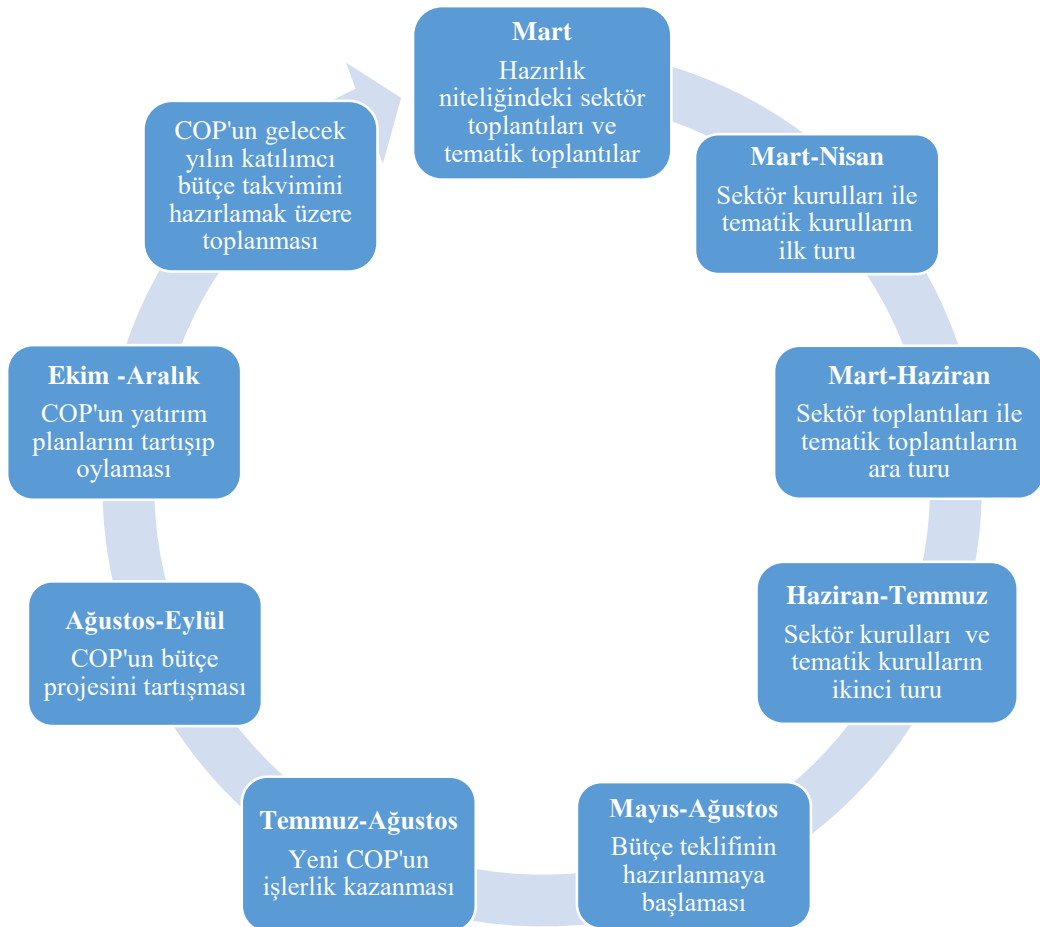 Mart
Hazırlık
niteliğindeki sektör
toplantıları ve
tematik toplantılar
Mart-Nisan
Sektör kurulları ile
tematik kurulların
ilk turu
Mart-Haziran
Sektör toplantıları ile
tematik toplantıların
ara turu
Haziran-Temmuz
Sektör kurulları  ve
tematik kurulların
ikinci turu
Mayıs-Ağustos
Bütçe teklifinin
hazırlanmaya
başlaması
Temmuz-Ağustos
Yeni COP'un
işlerlik kazanması
Ağustos-Eylül
COP'un bütçe
projesini tartışması
Ekim -Aralık
COP'un yatırım
planlarını tartışıp
oylaması
COP'un gelecek
yılın katılımcı
bütçe takvimini
hazırlamak üzere
toplanması